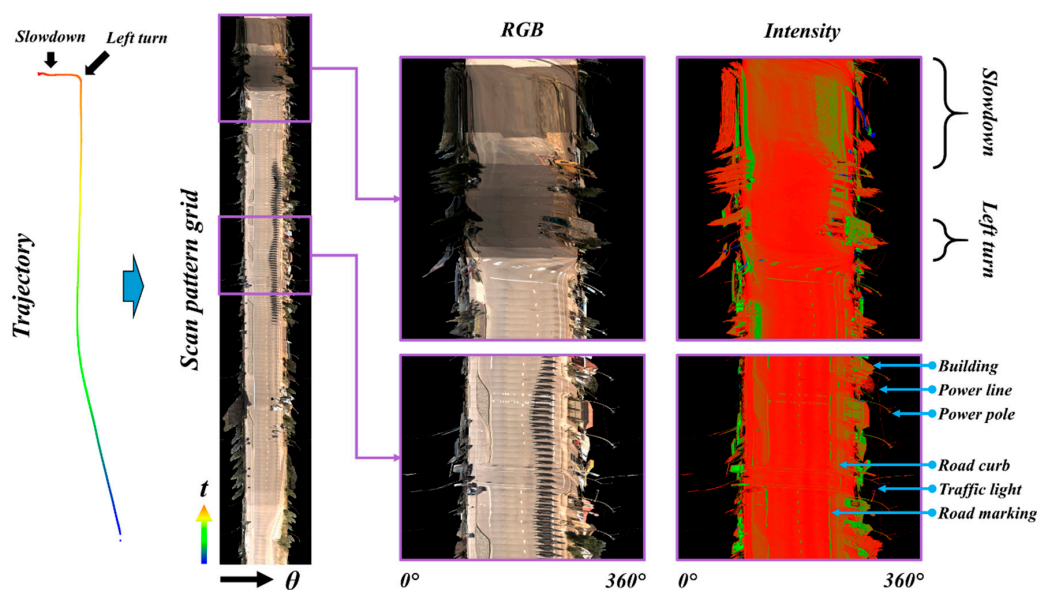 Slowdown
Left turn
Trajectory
Scan pattern grid
t
θ
RGB
Intensity
Slowdown
Left turn
Building
Power line
Power pole
Road curb
Traffic light
Road marking
0°
360°
0°
360°